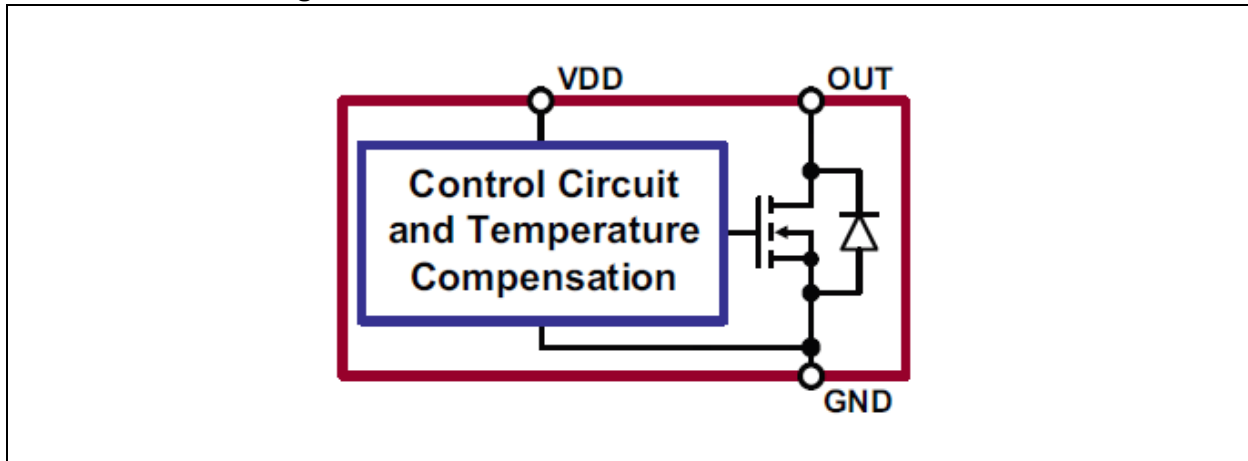 VDD
OUT
Control Circuit
and Temperature
Compensation
GND